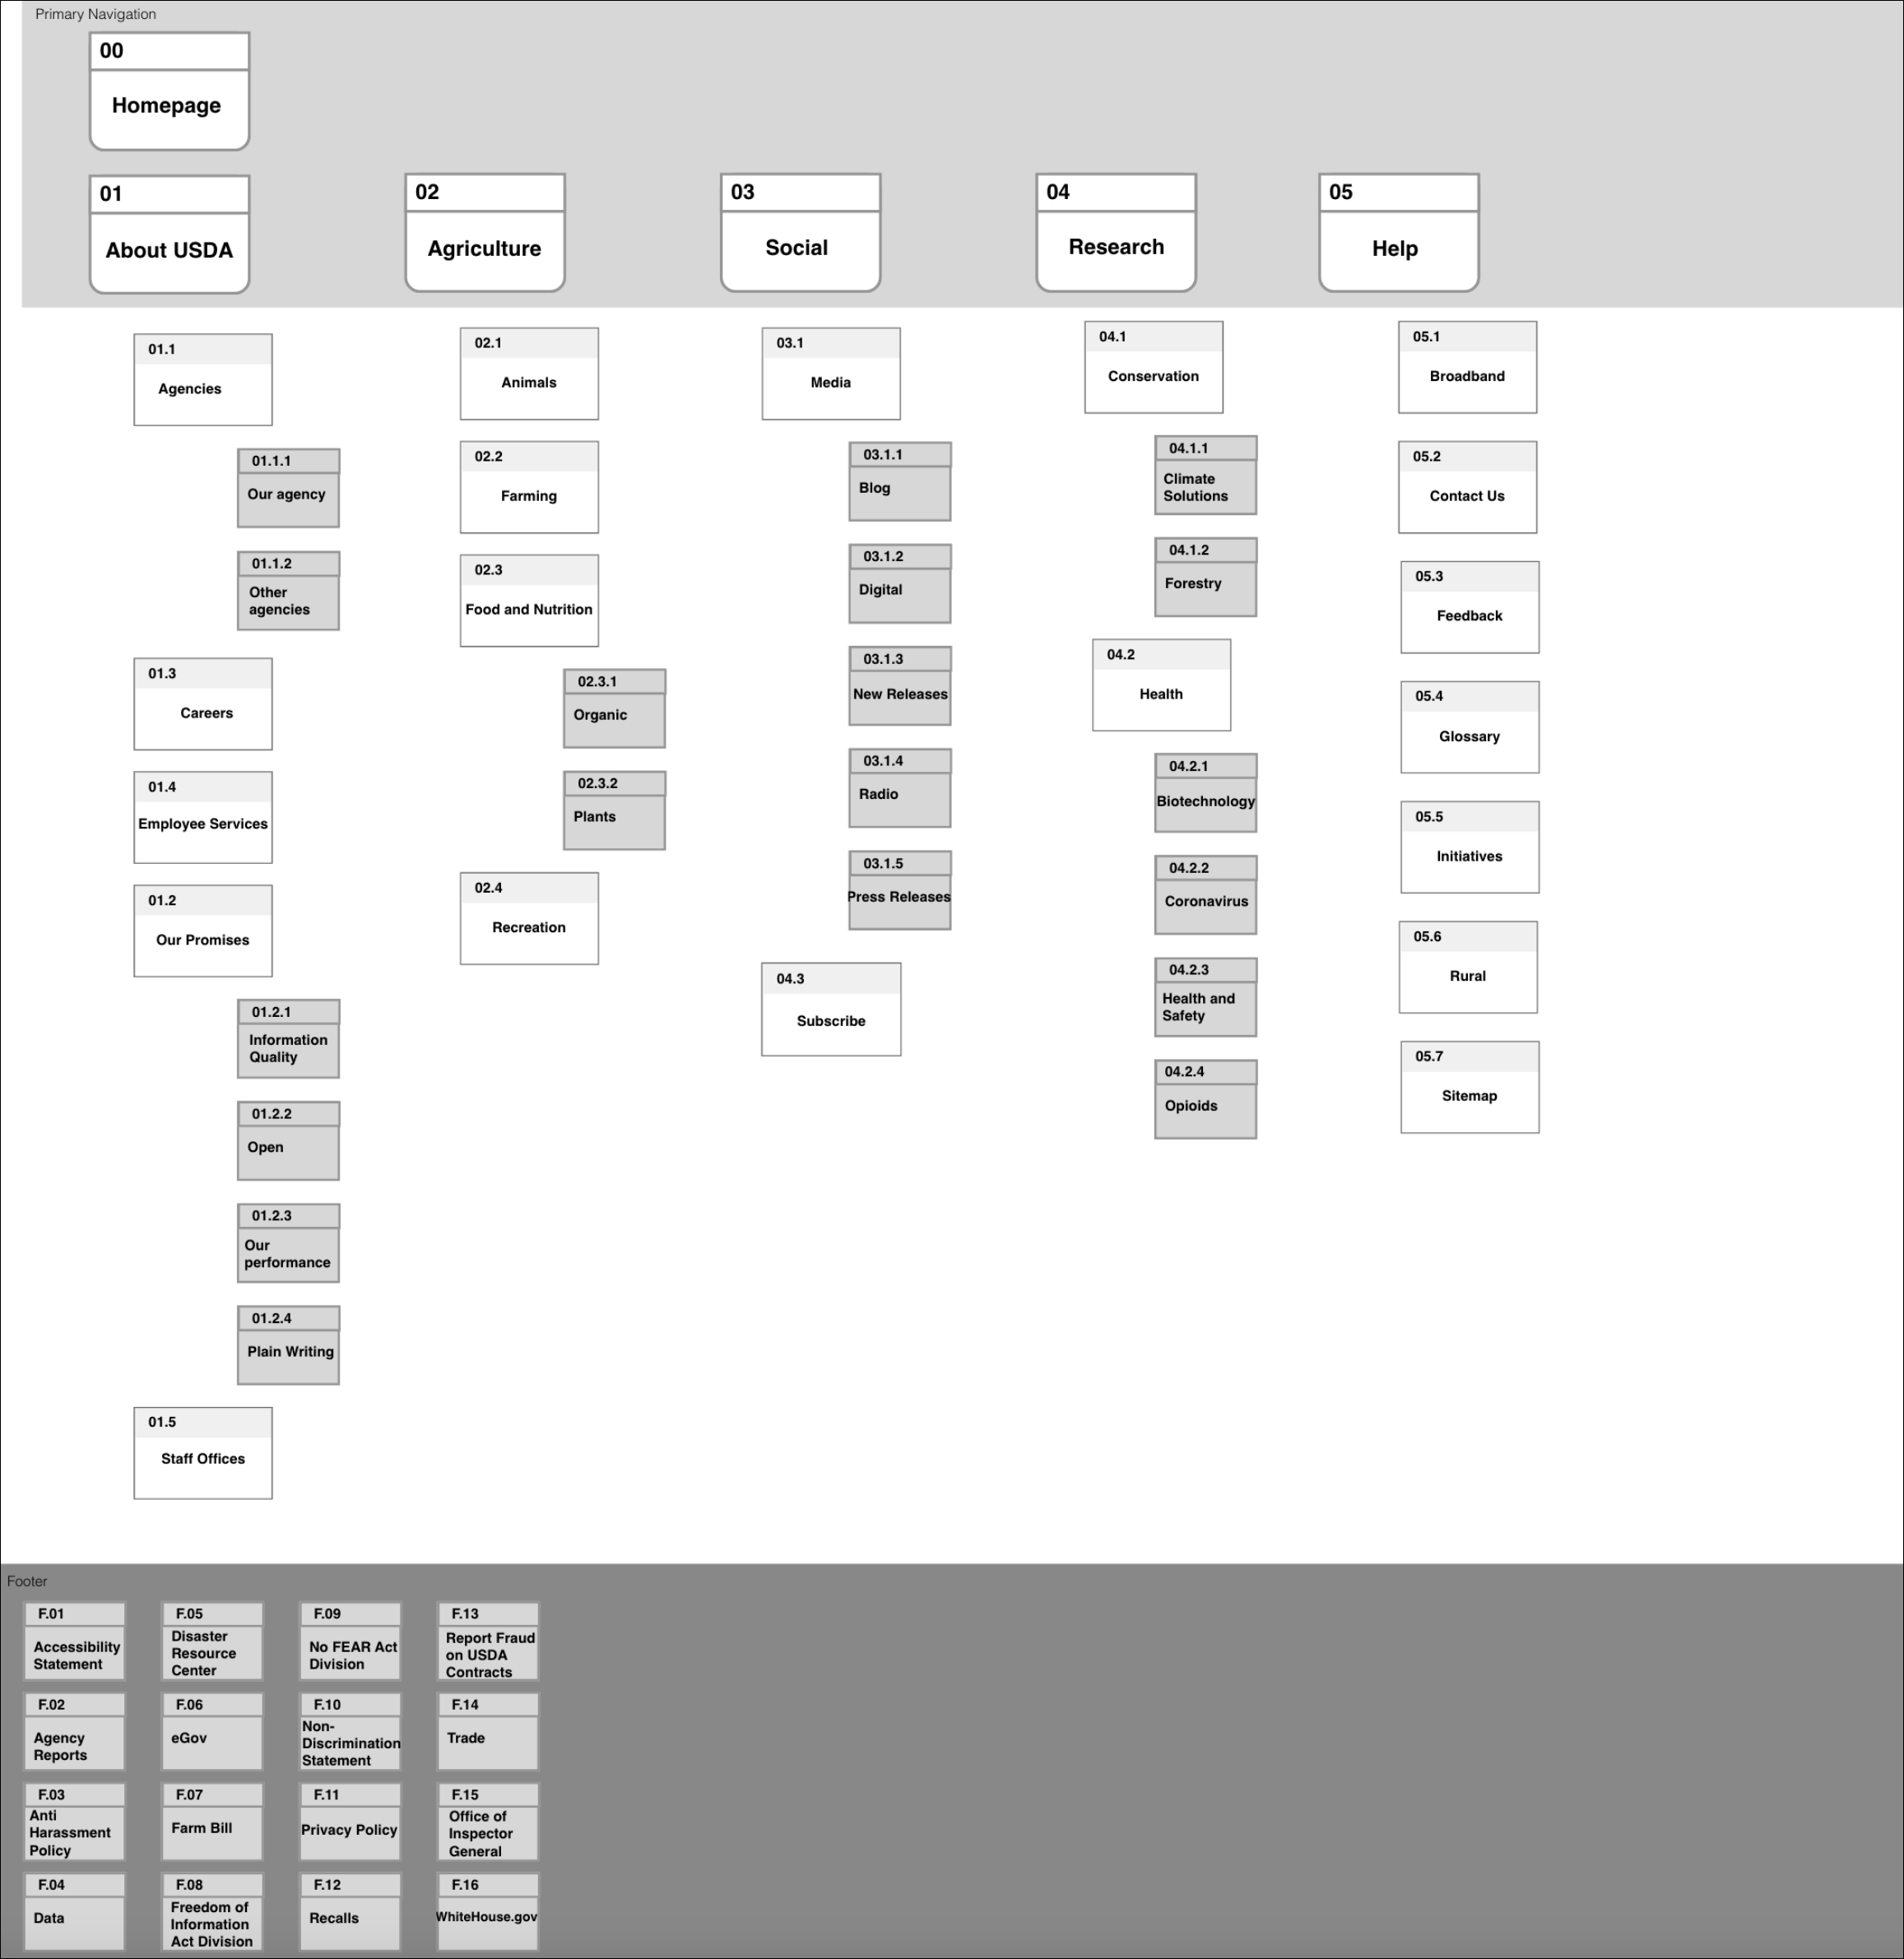 Primary Navigation
00
Homepage
01
About USDA
02
Agriculture
03
Social
04
Research
05
Help
01.1
Agencies
01.1.1
Our agency
01.1.2
Other
agencies
01.3
Careers
01.4
Employee Services
01.2
Our Promises
01.2.1
Information
Quality
01.2.2
Open
01.2.3
Our
performance
01.2.4
Plain Writing
01.5
Staff Offices
02.1
Animals
02.2
Farming
02.3
Food and Nutrition
02.3.1
Organic
02.3.2
Plants
02.4
Recreation
03.1
Media
03.1.1
Blog
03.1.2
Digital
03.1.3
New Releases
03.1.4
Radio
03.1.5
Press Releases
04.3
Subscribe
04.1
Conservation
04.1.1
Climate
Solutions
04.1.2
Forestry
04.2
Health
04.2.1
Biotechnology
04.2.2
Coronavirus
04.2.3
Health and
Safety
04.2.4
Opioids
05.1
Broadband
05.2
Contact Us
05.3
Feedback
05.4
Glossary
05.5
Initiatives
05.6
Rural
05.7
Sitemap
Footer
F.01
Accessibility
Statement
F.02
Agency
Reports
F.03
Anti
Harassment
Policy
F.04
Data
F.05
Disaster
Resource
Center
F.06
eGov
F.07
Farm Bill
F.08
Freedom of
Information
Act Division
F.09
No FEAR Act
Division
F.10
Non-
Discrimination
Statement
F.11
Privacy Policy
F.12
Recalls
F.13
Report Fraud
on USDA
Contracts
F.14
Trade
F.15
Office of
Inspector
General
F.16
WhiteHouse.gov